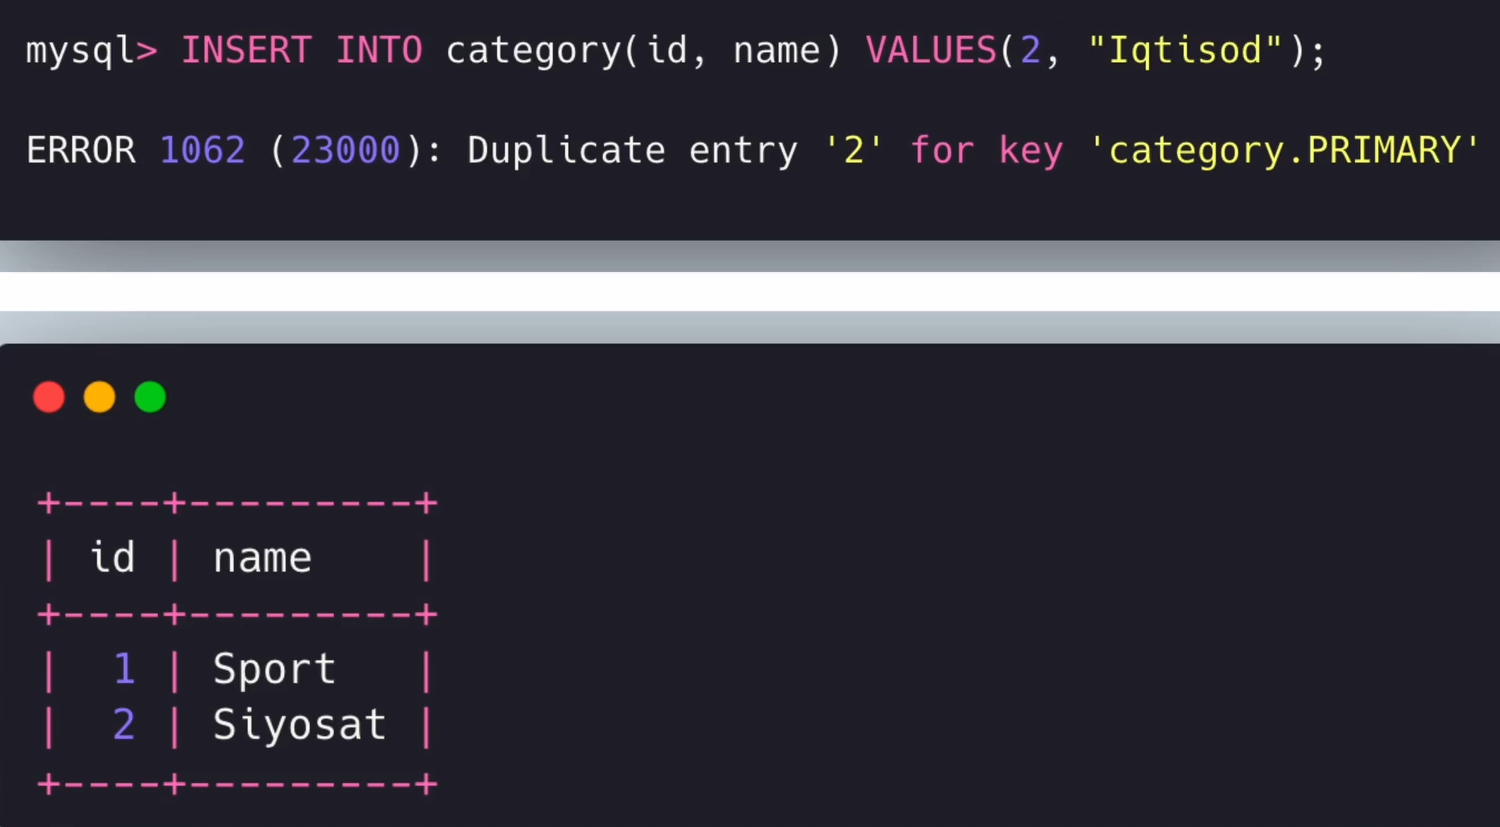 mysql> INSERT INTO category(id, name) VALUES(2, "Iqtisod");
ERROR 1062 (23000): Duplicate entry '2' for key 'category.PRIMARY'
+----+---------+
| id | name    |
+----+---------+
|  1 | Sport   |
|  2 | Siyosat |
+----+---------+